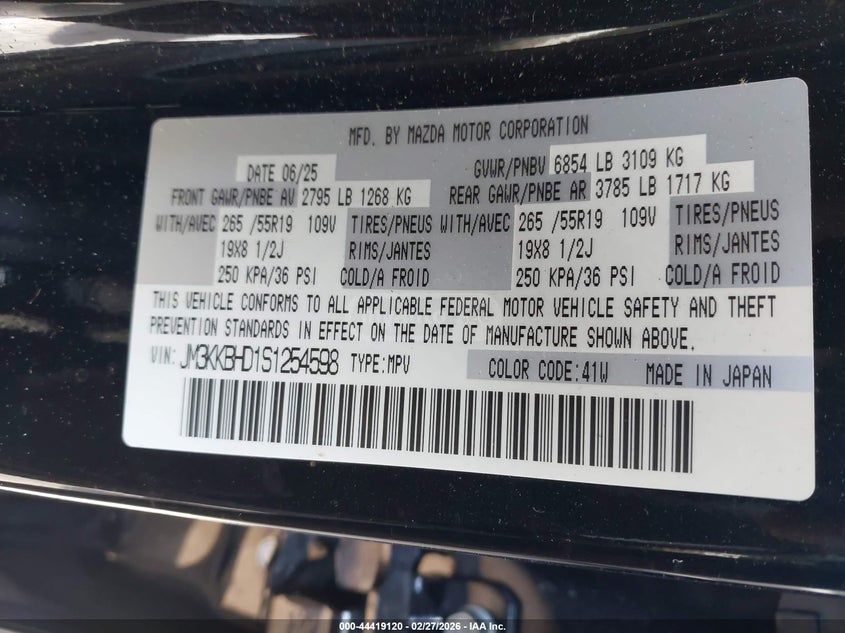 MFD. BY MAZDA MOTOR CORPORATION
DATE 06/25 GVWR/PNBV 6854 LB 3109 KG
FRONT GAWR/PNBE AV 2795 LB 1268 KG REAR GAWR/PNBE AR 3785 LB 1717 KG
WITH/AVEC 265 /55R19 109V TIRES/PNEUS WITH/AVEC 265 /55R19 109V TIRES/PNEUS
19X8 1/2J RIMS/JANTES 19X8 1/2J RIMS/JANTES
250 KPA/36 PSI COLD/A FROID 250 KPA/36 PSI COLD/A FROID
THIS VEHICLE CONFORMS TO ALL APPLICABLE FEDERAL MOTOR VEHICLE SAFETY AND THEFT
PREVENTION STANDARDS IN EFFECT ON THE DATE OF MANUFACTURE SHOWN ABOVE.
VIN: JM3KKBHD1S1254598 TYPE:MPV COLOR CODE:41W MADE IN JAPAN
000-44419120 | 02/27/2026 | IAA Inc.